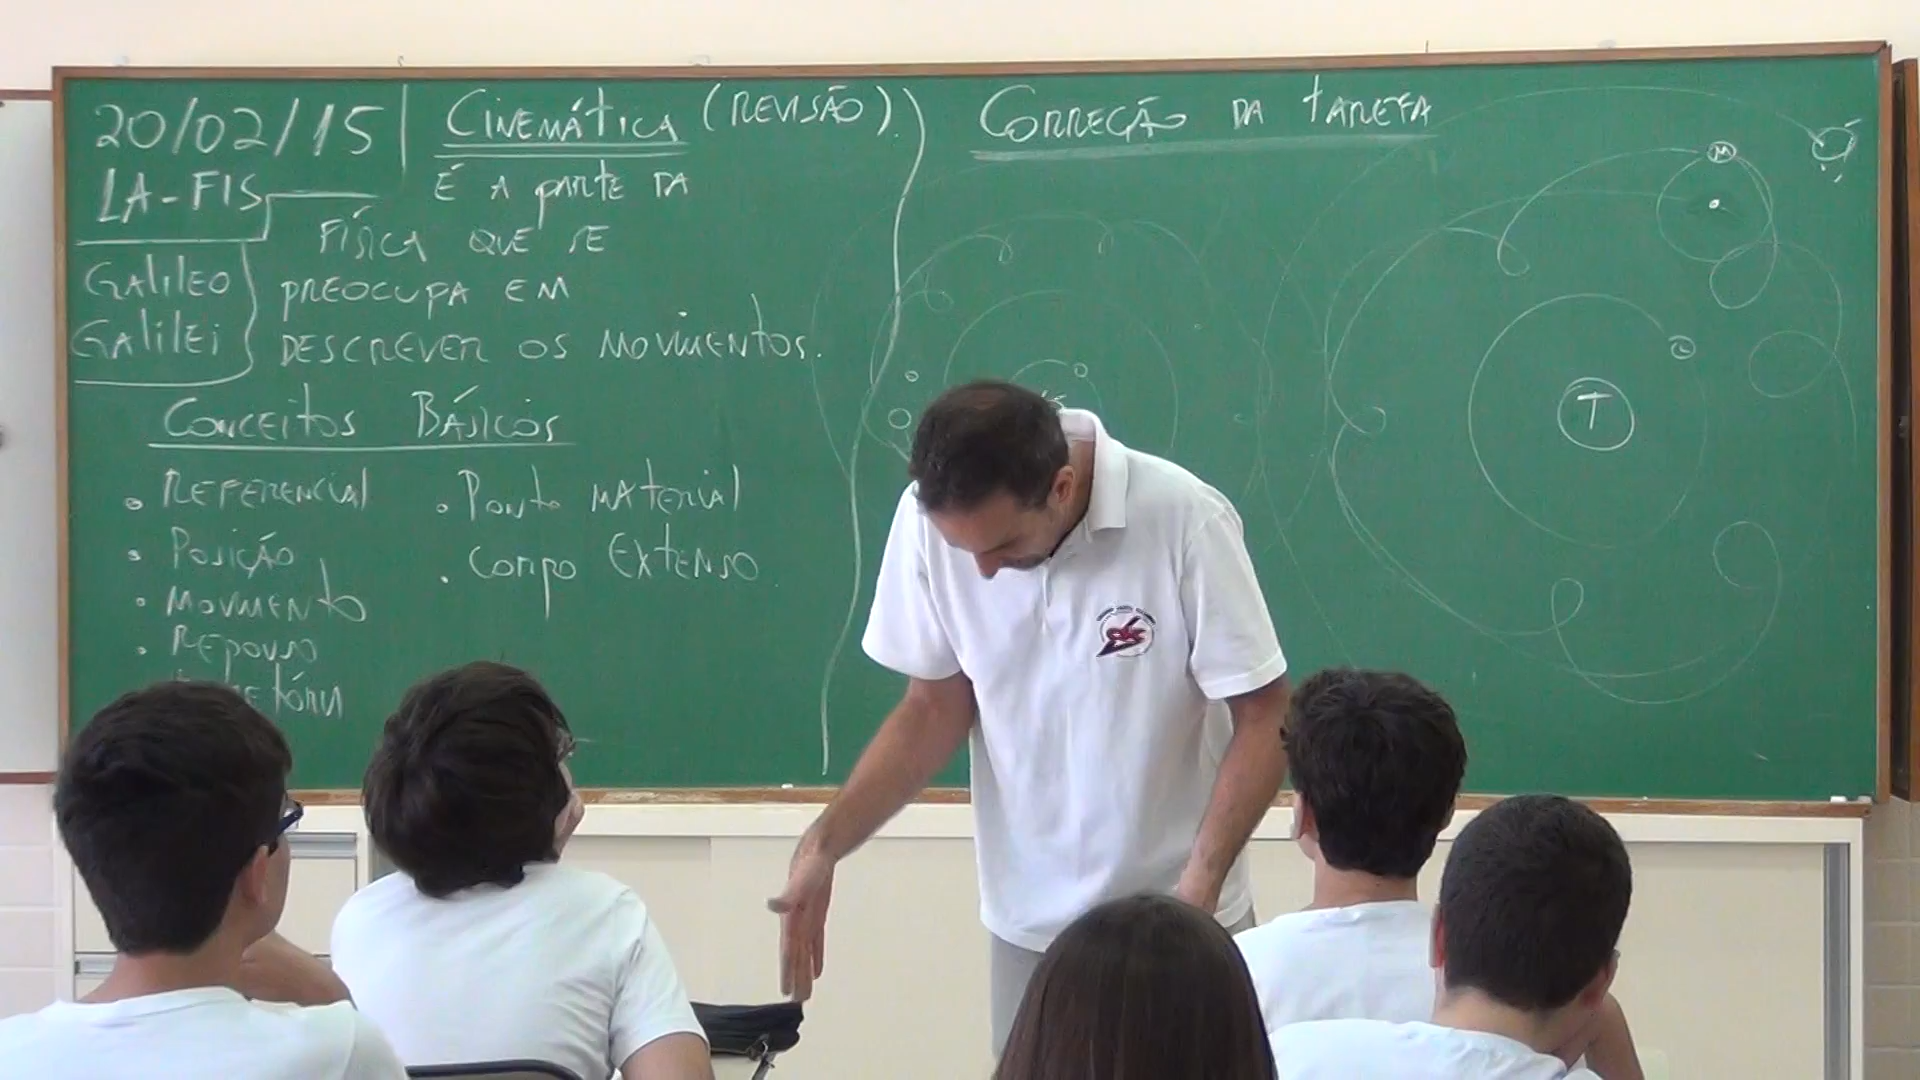 20/02/15
LA-FIS
Galileo
Galilei
CINEMÁTICA (REVISÃO).
É A PARTE DA
FÍSICA QUE SE
PREOCUPA EM
DESCREVER OS MOVIMENTOS.
CONCEITOS BÁSICOS
• REFERENCIAL
• POSIÇÃO
• MOVIMENTO
• REPOUSO
• Ponto MATERIAL
• CORPO EXTENSO.
CORREÇÃO DA TAREFA
M
T